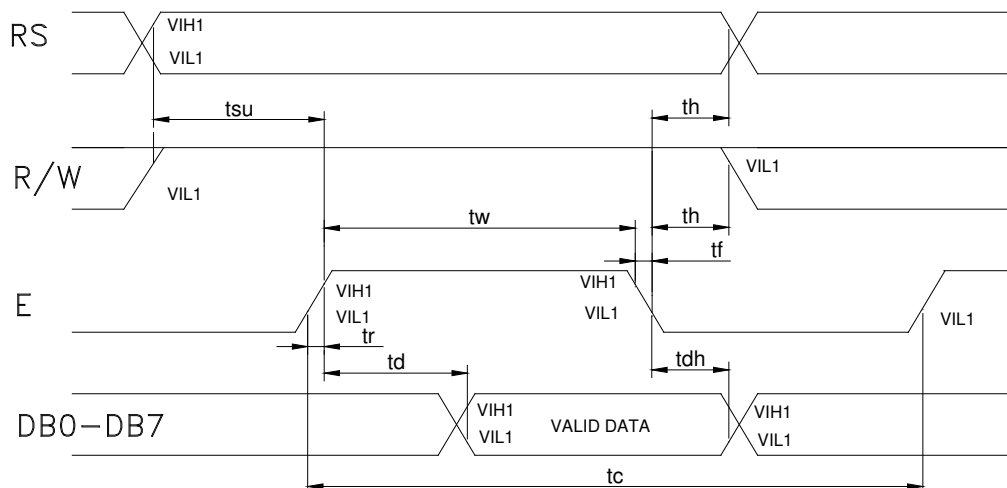 RS
VIH1
VIL1
tsu
th
R/W
VIL1
VIL1
tw
th
tf
E
VIH1
VIL1
VIH1
VIL1
VIL1
tr
td
tdh
DB0-DB7
VIH1
VIL1
VALID DATA
VIH1
VIL1
tc